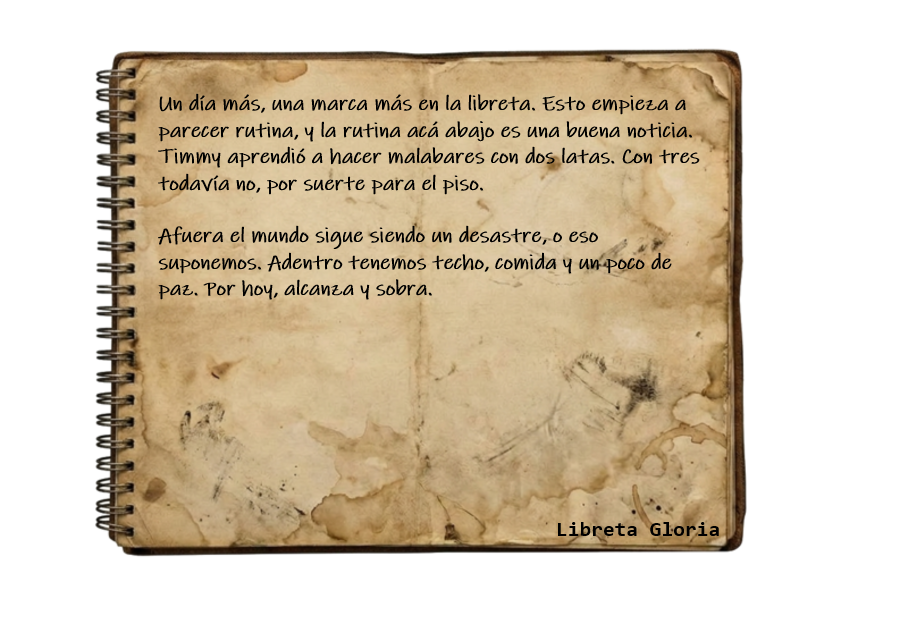 Un día más, una marca más en la libreta. Esto empieza a
parecer rutina, y la rutina acá abajo es una buena noticia.
Timmy aprendió a hacer malabares con dos latas. Con tres
todavía no, por suerte para el piso.
Afuera el mundo sigue siendo un desastre, o eso
suponemos. Adentro tenemos techo, comida y un poco de
paz. Por hoy, alcanza y sobra.
Libreta Gloria